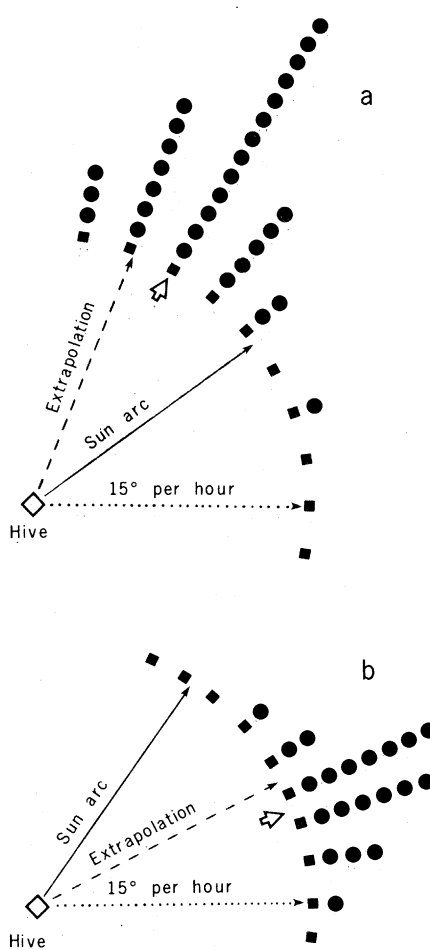 a
Extrapolation
Sun arc
15° per hour
Hive
b
Sun arc
Extrapolation
15° per hour
Hive